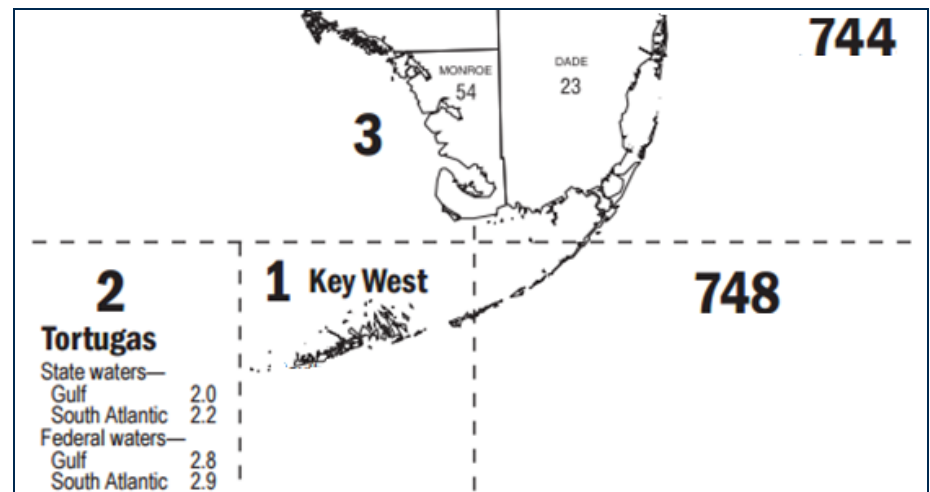 744
MONROE
54
DADE
23
3
2
Tortugas
State waters—
Gulf 2.0
South Atlantic 2.2
Federal waters—
Gulf 2.8
South Atlantic 2.9
1 Key West
748